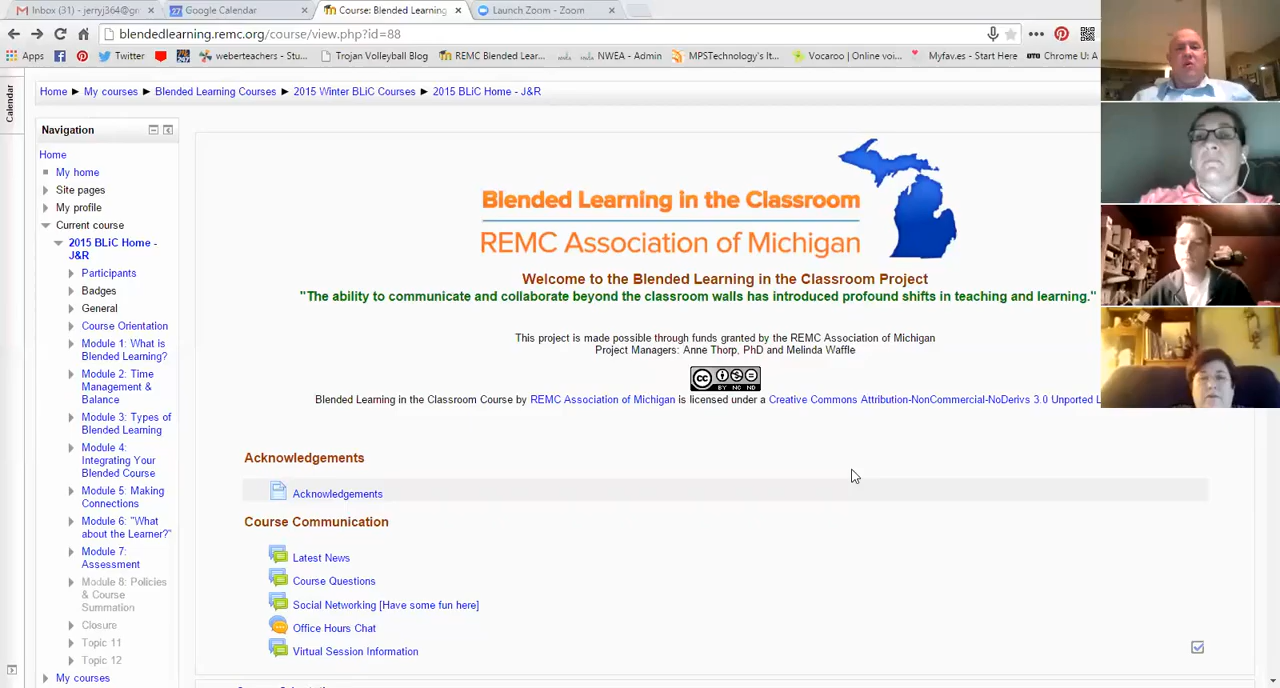 Inbox (31) - jerryj364@gr
Google Calendar
Course: Blended Learning
Launch Zoom - Zoom
blendedlearning.remc.org/course/view.php?id=88
Apps
Twitter
weberteachers - Stu...
Trojan Volleyball Blog
REMC Blended Lear...
NWEA - Admin
MPSTechnology's It...
Vocaroo | Online voi...
Myfav.es - Start Here
Chrome U: A
Calendar
Home ► My courses ► Blended Learning Courses ► 2015 Winter BLiC Courses ► 2015 BLiC Home - J&R
Navigation
Home
My home
Site pages
My profile
Current course
2015 BLiC Home -
J&R
Participants
Badges
General
Course Orientation
Module 1: What is
Blended Learning?
Module 2: Time
Management &
Balance
Module 3: Types of
Blended Learning
Module 4:
Integrating Your
Blended Course
Module 5: Making
Connections
Module 6: "What
about the Learner?"
Module 7:
Assessment
Module 8: Policies
& Course
Summation
Closure
Topic 11
Topic 12
My courses
Blended Learning in the Classroom
REMC Association of Michigan
Welcome to the Blended Learning in the Classroom Project
"The ability to communicate and collaborate beyond the classroom walls has introduced profound shifts in teaching and learning."
This project is made possible through funds granted by the REMC Association of Michigan
Project Managers: Anne Thorp, PhD and Melinda Waffle
CC BY NC ND
Blended Learning in the Classroom Course by REMC Association of Michigan is licensed under a Creative Commons Attribution-NonCommercial-NoDerivs 3.0 Unported L
Acknowledgements
Acknowledgements
Course Communication
Latest News
Course Questions
Social Networking [Have some fun here]
Office Hours Chat
Virtual Session Information